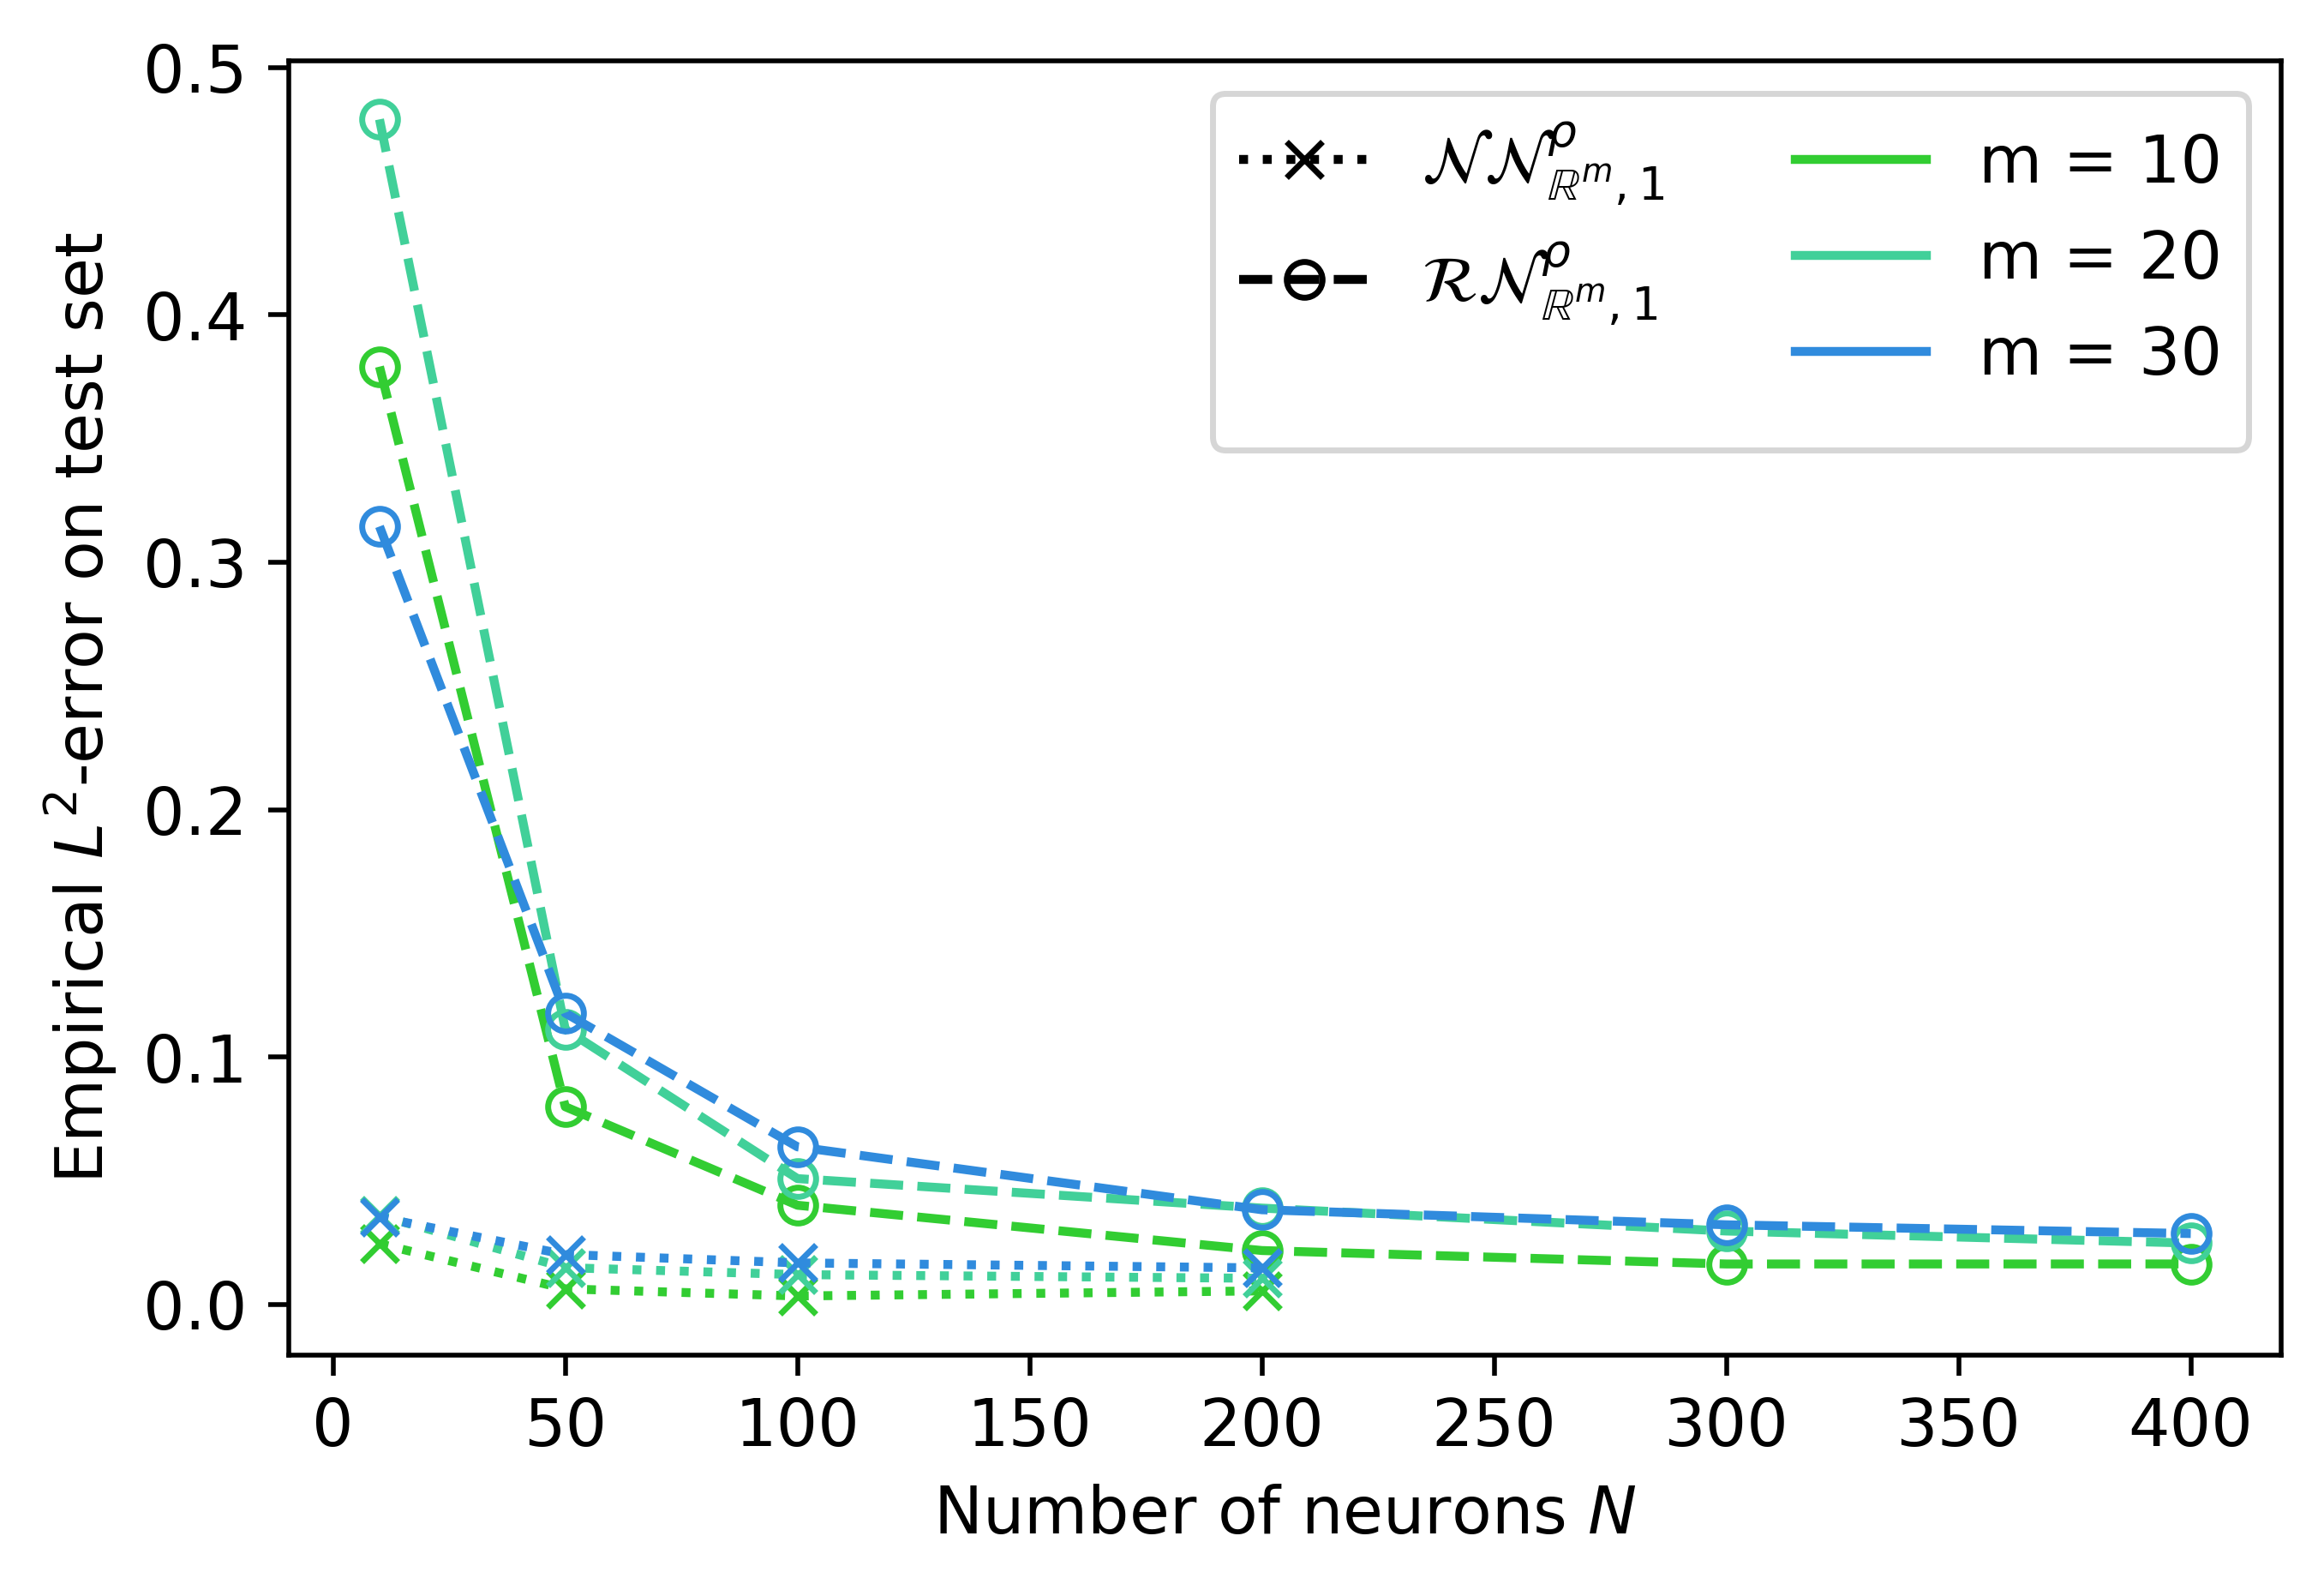 0.5
0.4
0.3
0.2
0.1
0.0
Empirical L²-error on test set
𝒩𝒩^ρ_{ℝ^m, 1}
ℛ𝒩^ρ_{ℝ^m, 1}
m = 10
m = 20
m = 30
0 50 100 150 200 250 300 350 400
Number of neurons N